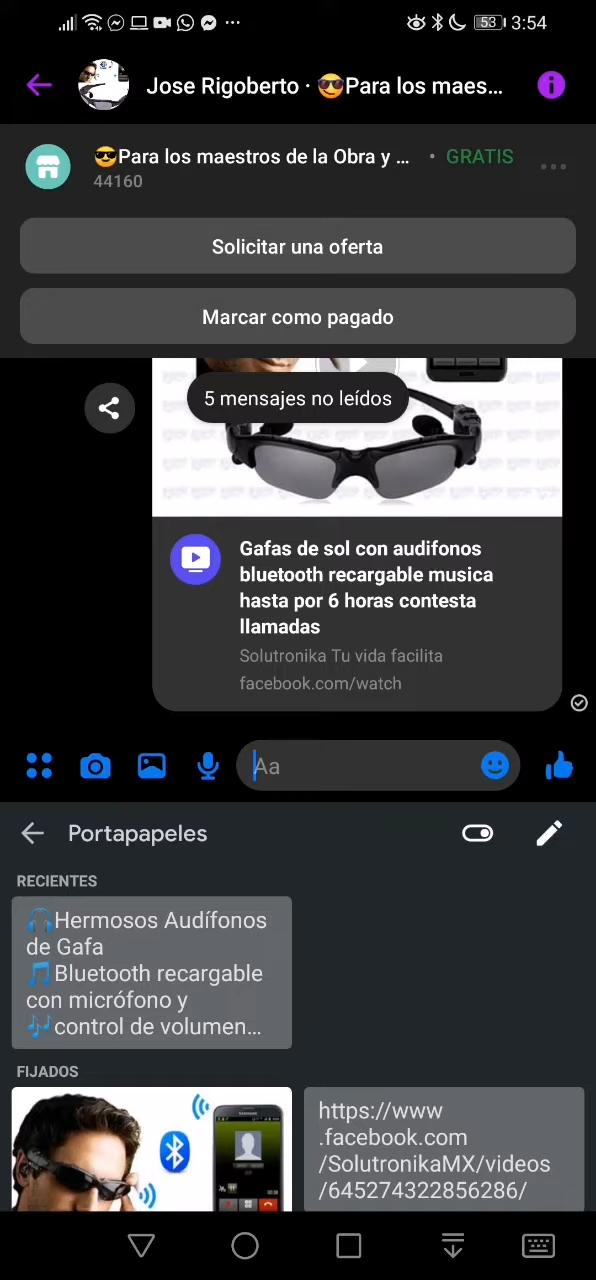 53 3:54
Jose Rigoberto · 😎Para los maes...
😎Para los maestros de la Obra y ... • GRATIS
44160
Solicitar una oferta
Marcar como pagado
5 mensajes no leídos
Gafas de sol con audifonos
bluetooth recargable musica
hasta por 6 horas contesta
llamadas
Solutronika Tu vida facilita
facebook.com/watch
Aa
Portapapeles
RECIENTES
🎧Hermosos Audífonos
de Gafa
🎵Bluetooth recargable
con micrófono y
🎶control de volumen...
FIJADOS
https://www
.facebook.com
/SolutronikaMX/videos
/645274322856286/